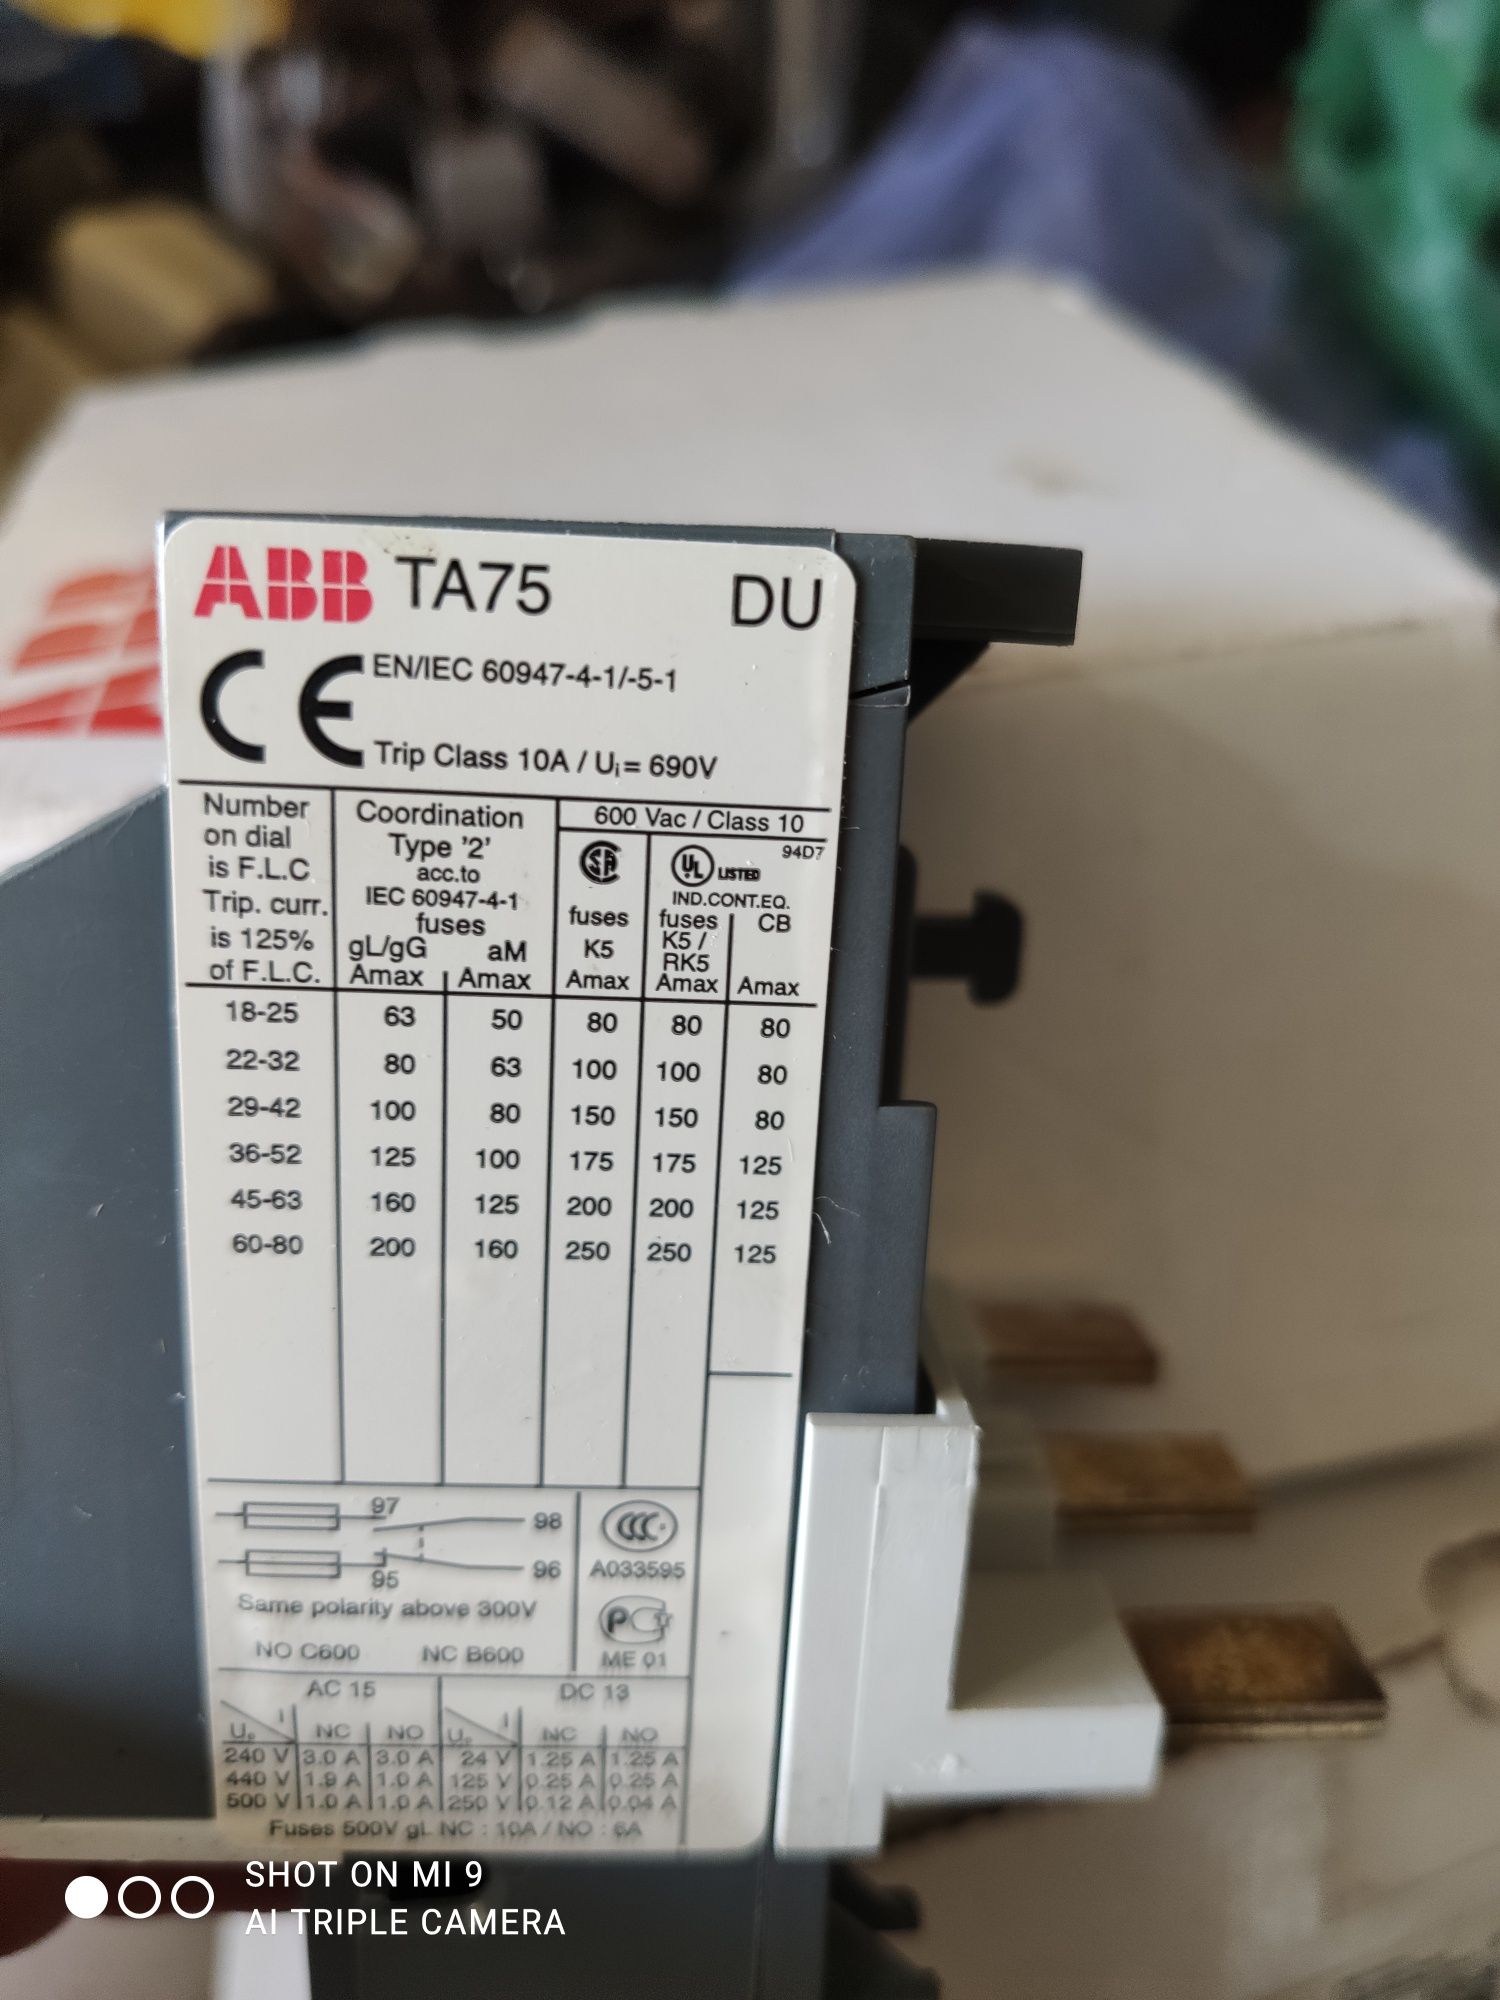 ABB TA75 DU
CE EN/IEC 60947-4-1/-5-1
Trip Class 10A / Ui= 690V
Number
on dial
is F.L.C
Trip. curr.
is 125%
of F.L.C.
Coordination
Type '2'
acc.to
IEC 60947-4-1
fuses
gL/gG aM
Amax Amax
600 Vac / Class 10
SA
fuses
K5
Amax
94D7
UL LISTED
IND.CONT.EQ.
fuses
K5 /
RK5
Amax
CB
Amax
18-25 63 50 80 80 80
22-32 80 63 100 100 80
29-42 100 80 150 150 80
36-52 125 100 175 175 125
45-63 160 125 200 200 125
60-80 200 160 250 250 125
97 98
95 96
Same polarity above 300V
NO C600 NC B600
CCC
A033595
PCT
ME 01
AC 15 DC 13
Ue I NC NO Ue I NC NO
240 V 3.0 A 3.0 A 24 V 1.25 A 1.25 A
440 V 1.9 A 1.0 A 125 V 0.25 A 0.25 A
500 V 1.0 A 1.0 A 250 V 0.12 A 0.04 A
Fuses 500V gL NC : 10A / NO : 6A
SHOT ON MI 9
AI TRIPLE CAMERA